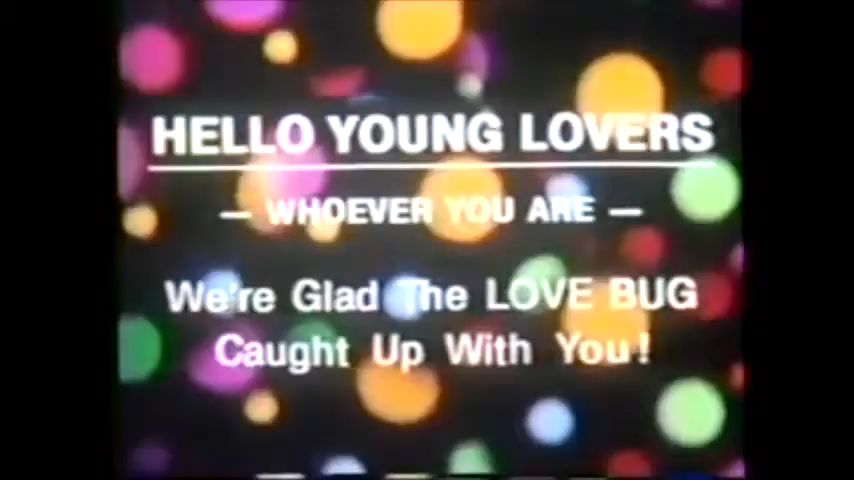 HELLO YOUNG LOVERS
— WHOEVER YOU ARE —
We're Glad The LOVE BUG
Caught Up With You!